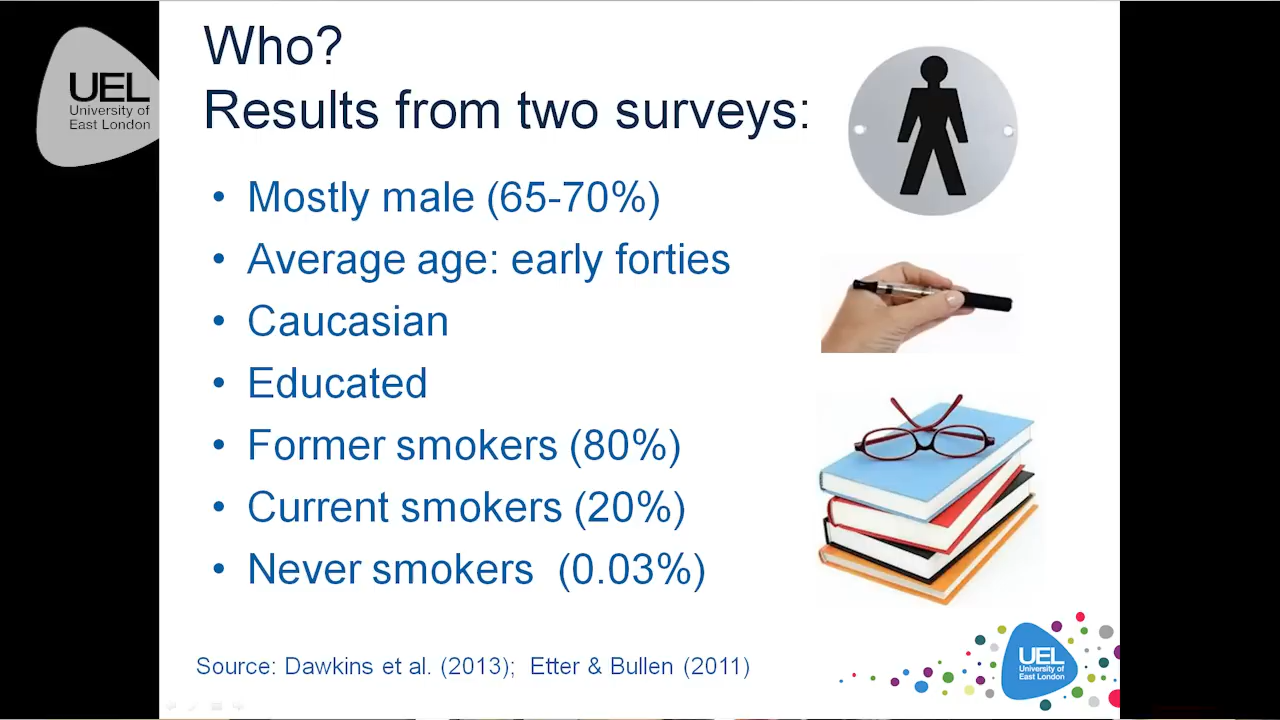 UEL
University of
East London
Who?
Results from two surveys:
• Mostly male (65-70%)
• Average age: early forties
• Caucasian
• Educated
• Former smokers (80%)
• Current smokers (20%)
• Never smokers  (0.03%)
Source: Dawkins et al. (2013);  Etter & Bullen (2011)
UEL
University of
East London